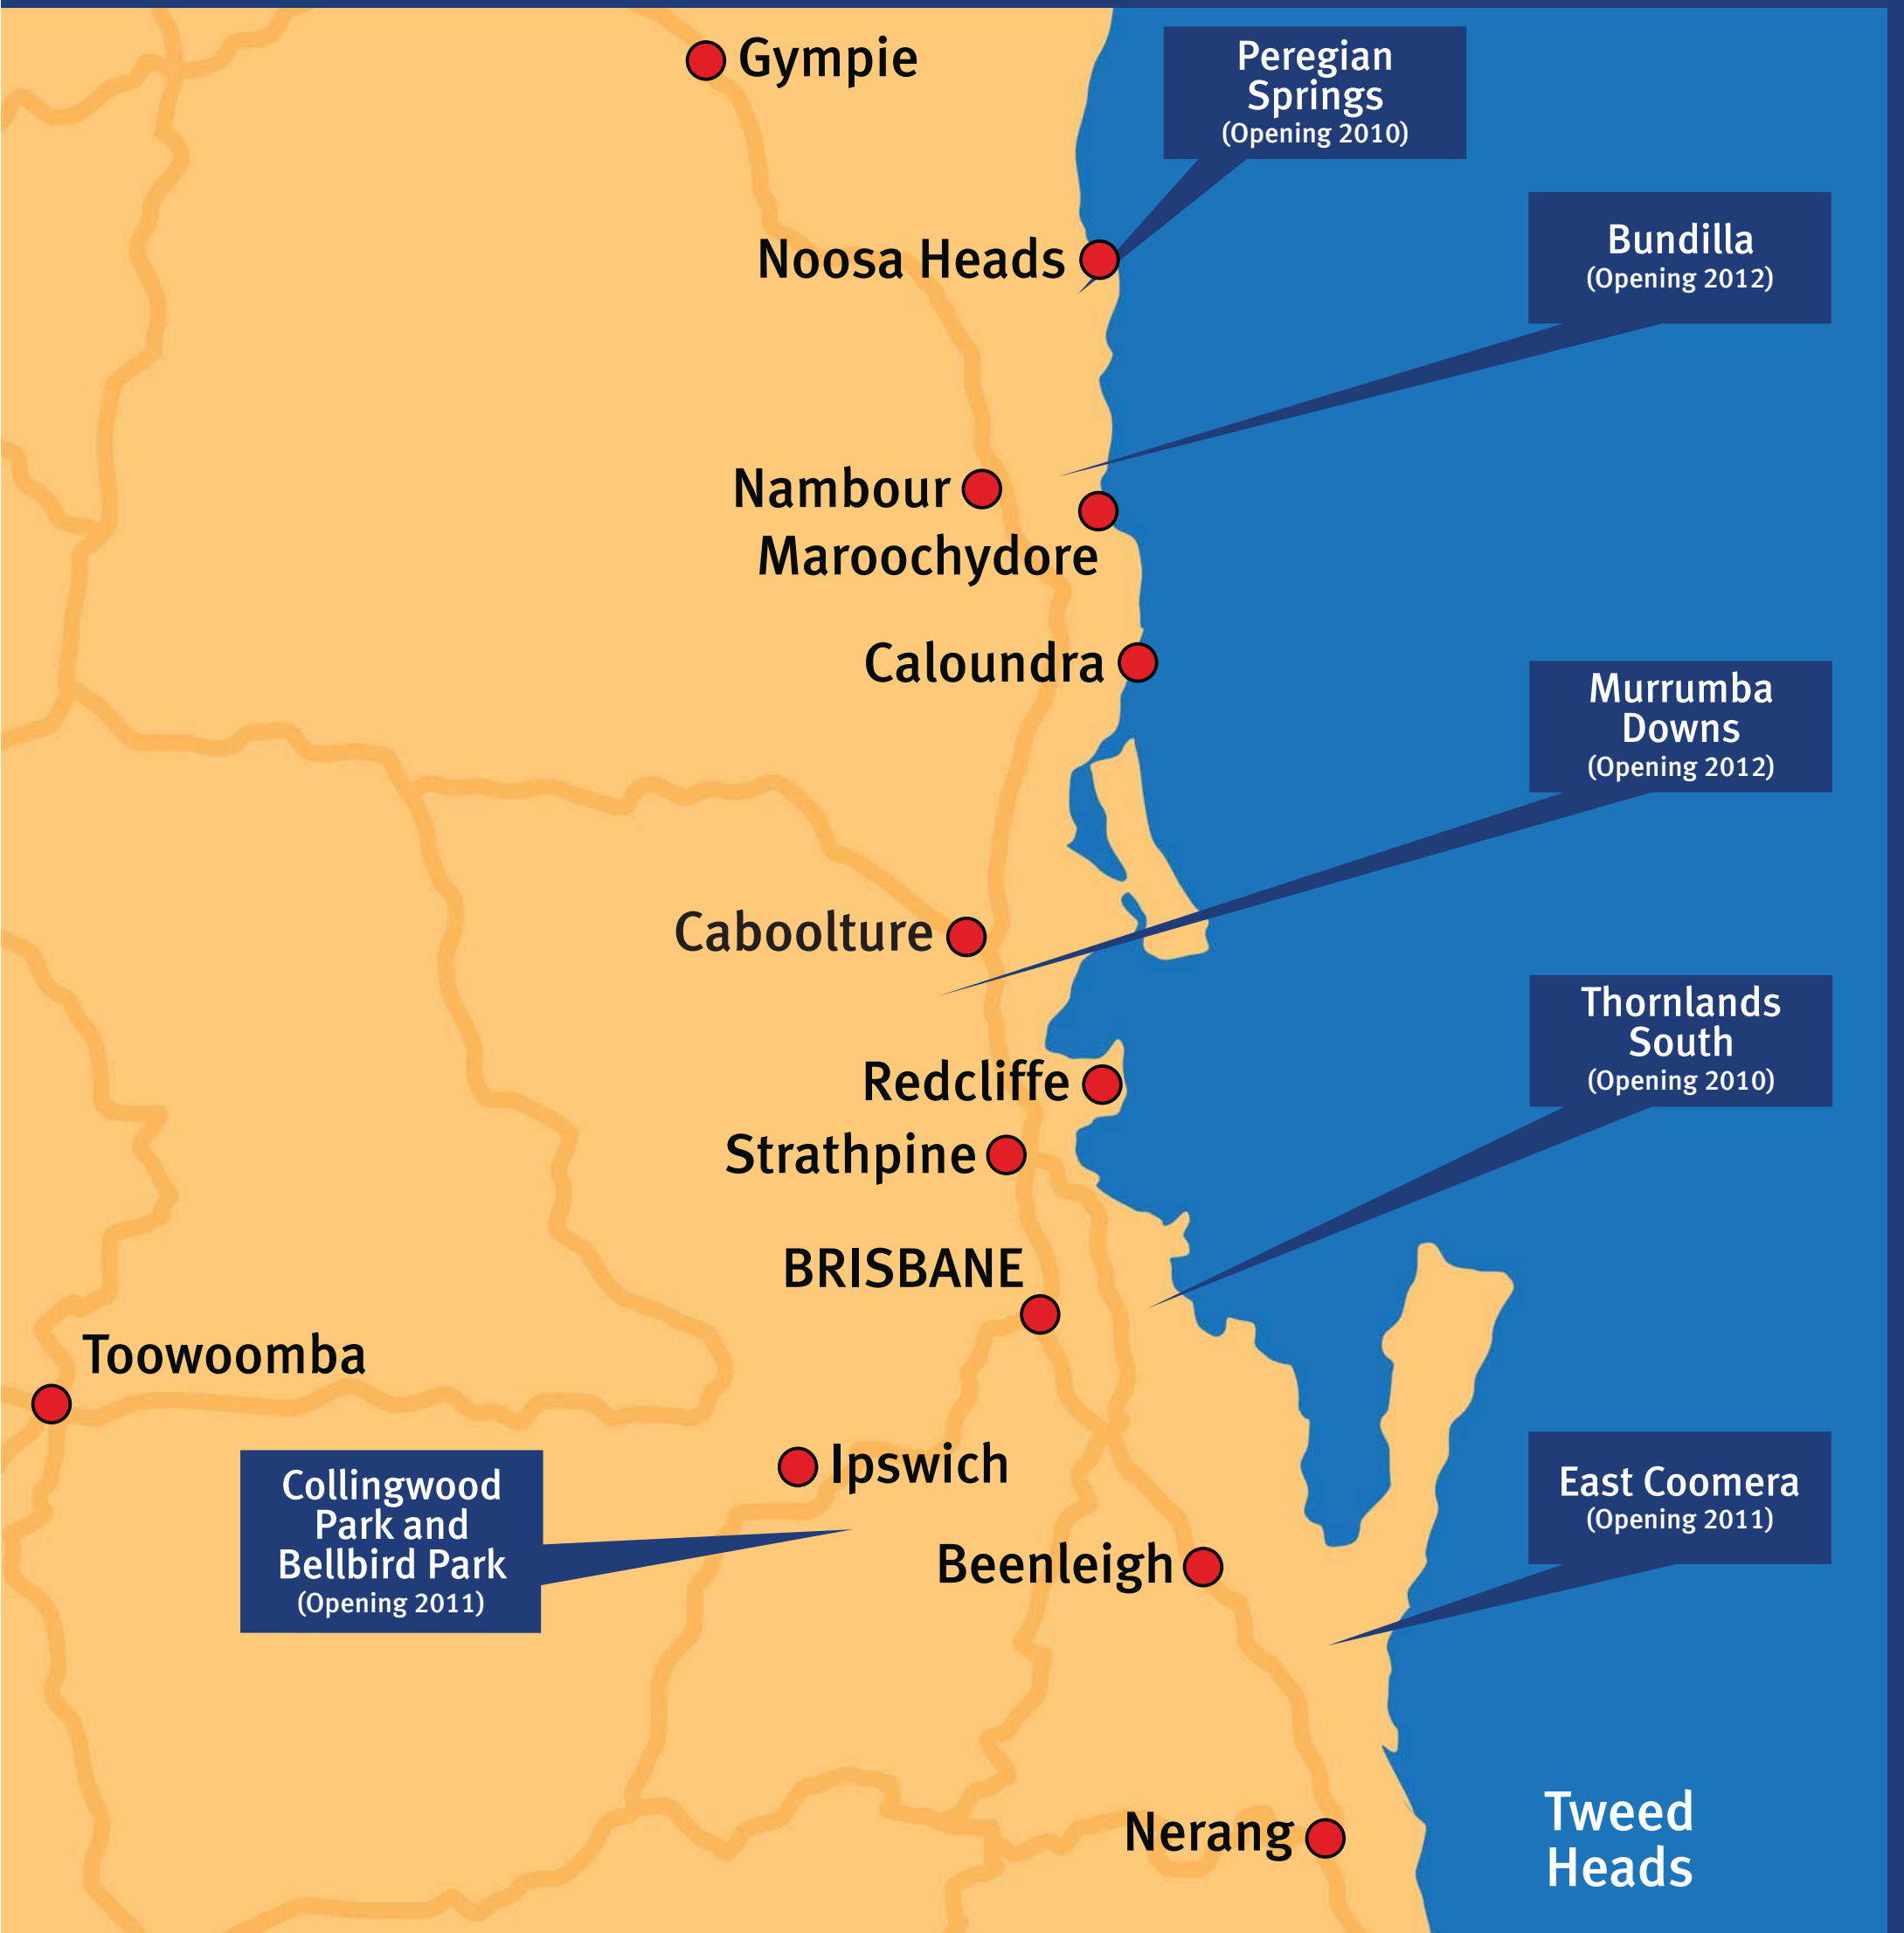 Gympie
Peregian
Springs
(Opening 2010)
Noosa Heads
Bundilla
(Opening 2012)
Nambour
Maroochydore
Caloundra
Murrumba
Downs
(Opening 2012)
Caboolture
Thornlands
South
(Opening 2010)
Redcliffe
Strathpine
BRISBANE
Toowoomba
Ipswich
Collingwood
Park and
Bellbird Park
(Opening 2011)
East Coomera
(Opening 2011)
Beenleigh
Nerang
Tweed
Heads